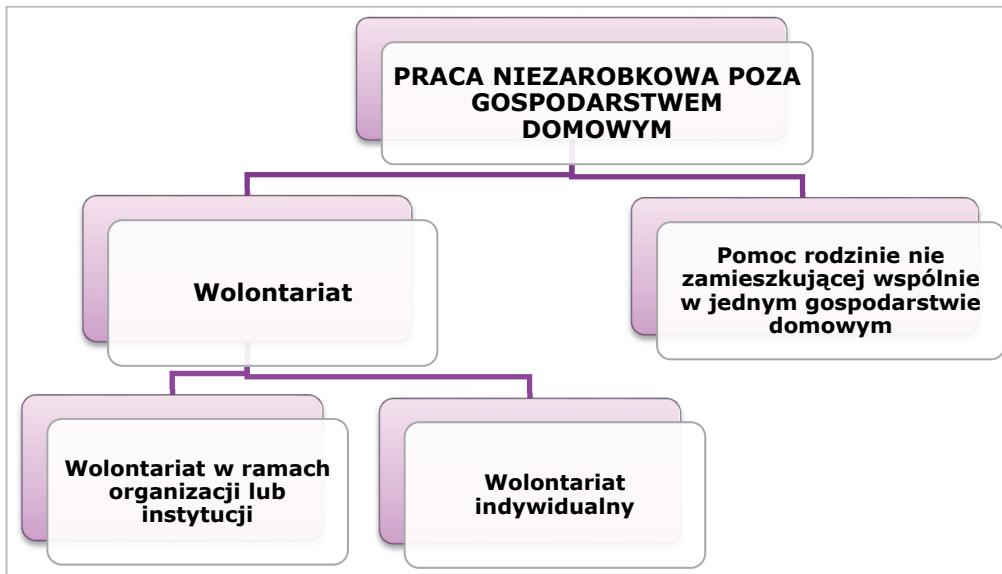 PRACA NIEZAROBKOWA POZA
GOSPODARSTWEM
DOMOWYM
Wolontariat
Pomoc rodzinie nie
zamieszkującej wspólnie
w jednym gospodarstwie
domowym
Wolontariat w ramach
organizacji lub
instytucji
Wolontariat
indywidualny